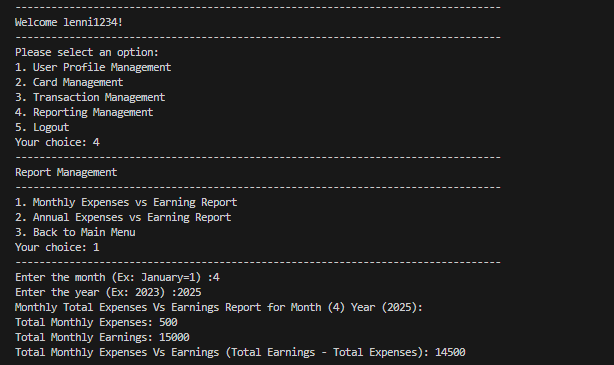 --------------------------------------------------------------------------------
Welcome lenni1234!
--------------------------------------------------------------------------------
Please select an option:
1. User Profile Management
2. Card Management
3. Transaction Management
4. Reporting Management
5. Logout
Your choice: 4
--------------------------------------------------------------------------------
Report Management
--------------------------------------------------------------------------------
1. Monthly Expenses vs Earning Report
2. Annual Expenses vs Earning Report
3. Back to Main Menu
Your choice: 1
--------------------------------------------------------------------------------
Enter the month (Ex: January=1) :4
Enter the year (Ex: 2023) :2025
Monthly Total Expenses Vs Earnings Report for Month (4) Year (2025):
Total Monthly Expenses: 500
Total Monthly Earnings: 15000
Total Monthly Expenses Vs Earnings (Total Earnings - Total Expenses): 14500